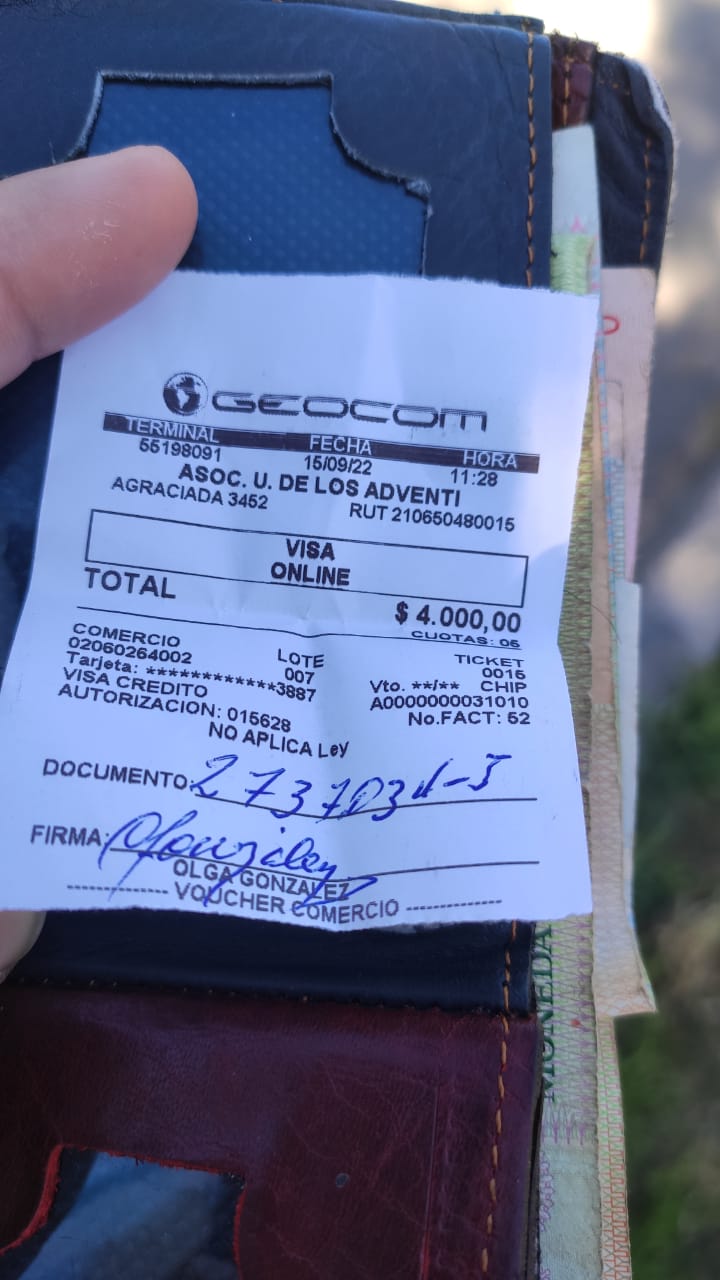 GEOCOM
TERMINAL FECHA HORA
55198091 15/09/22 11:28
ASOC. U. DE LOS ADVENTI
AGRACIADA 3452 RUT 210650480015
VISA
ONLINE
TOTAL $ 4.000,00
CUOTAS: 06
COMERCIO LOTE TICKET
02060264002 007 0015
Tarjeta: ************3887 Vto. **/** CHIP
VISA CREDITO A0000000031010
AUTORIZACION: 015628 No.FACT: 52
NO APLICA Ley
DOCUMENTO:
FIRMA:
OLGA GONZALEZ
------------- VOUCHER COMERCIO -------------
MONEDA